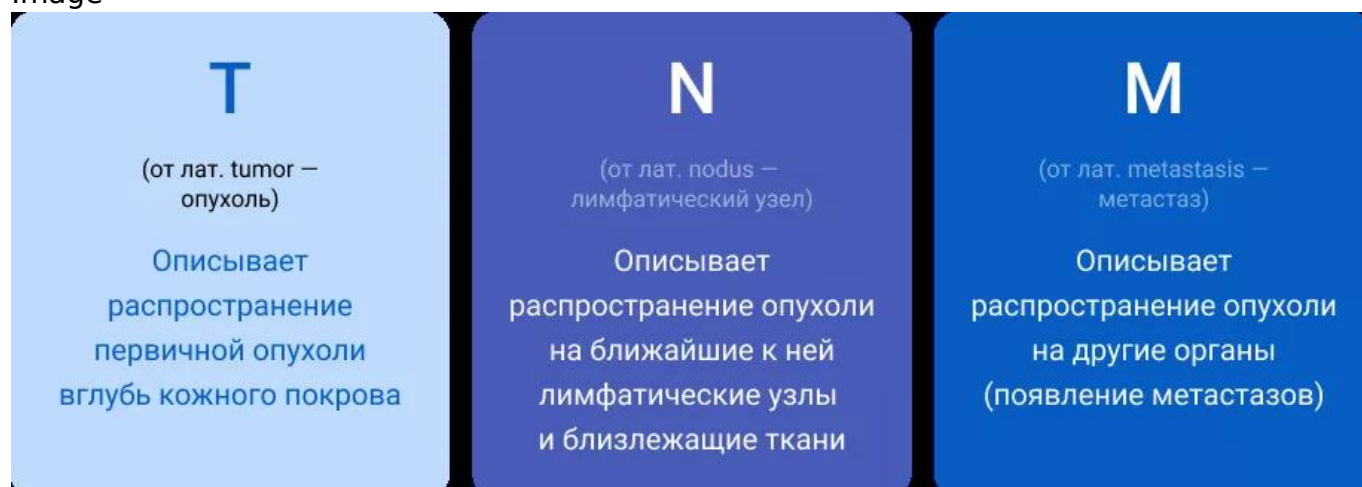 Image
T
(от лат. tumor —
опухоль)
Описывает
распространение
первичной опухоли
вглубь кожного покрова
N
(от лат. nodus —
лимфатический узел)
Описывает
распространение опухоли
на ближайшие к ней
лимфатические узлы
и близлежащие ткани
M
(от лат. metastasis —
метастаз)
Описывает
распространение опухоли
на другие органы
(появление метастазов)